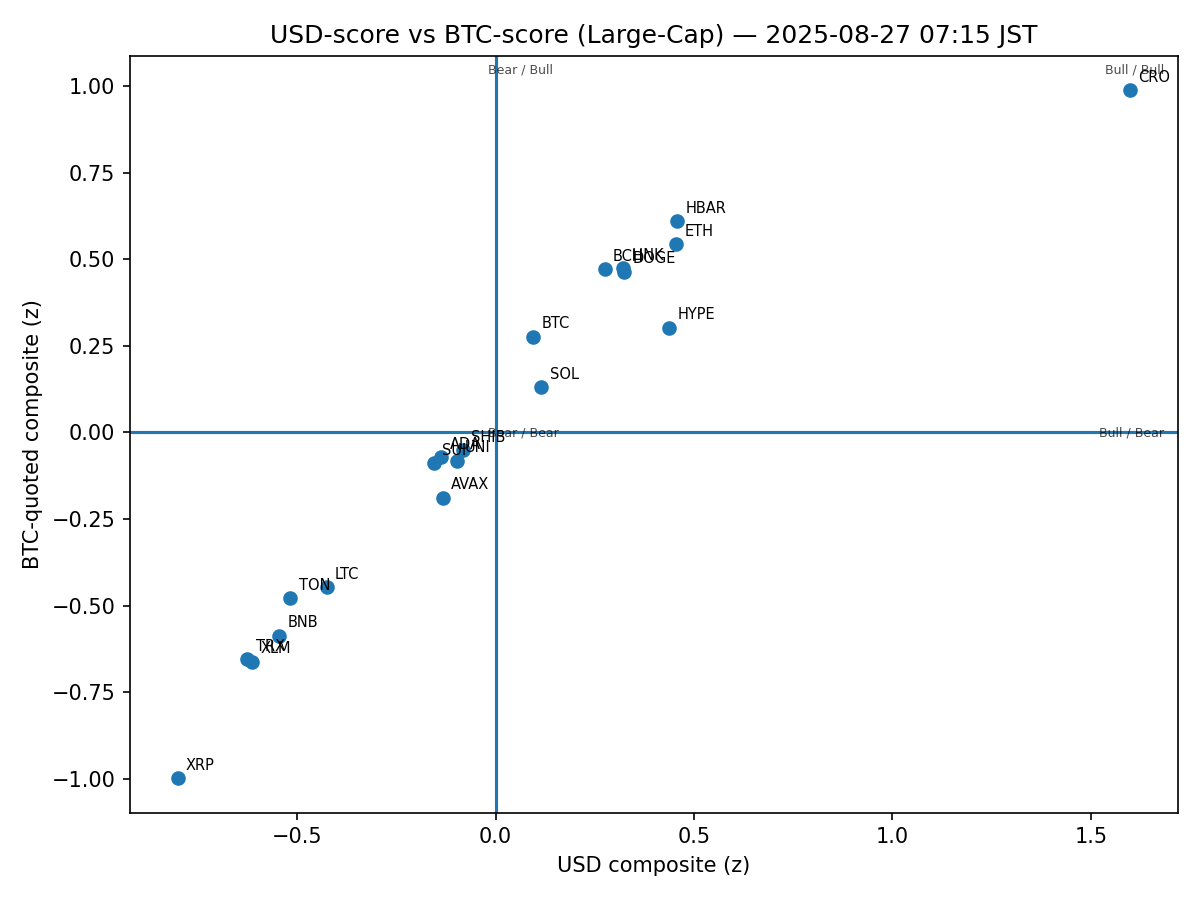 USD-score vs BTC-score (Large-Cap) — 2025-08-27 07:15 JST
Bear / Bull
Bull / Bull
CRO
1.00
0.75
HBAR
ETH
0.50
BCH
LINK
DOGE
HYPE
BTC
0.25
SOL
0.00
Bear / Bear
Bull / Bear
SHIB
ADA
UNI
SUI
AVAX
−0.25
LTC
TON
−0.50
BNB
TRX
XLM
−0.75
XRP
−1.00
BTC-quoted composite (z)
−0.5
0.0
0.5
1.0
1.5
USD composite (z)